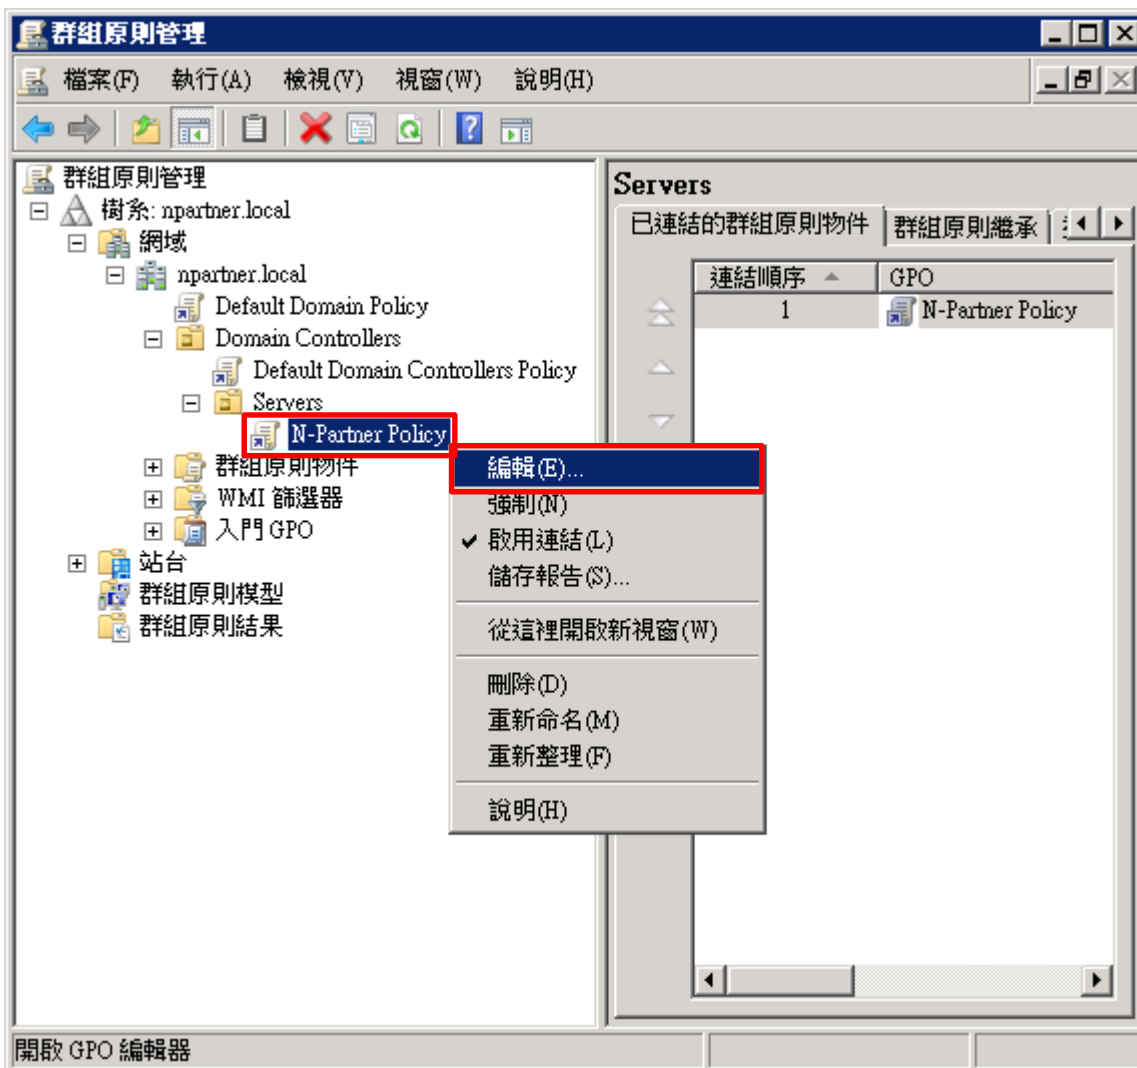 群組原則管理
檔案(F) 執行(A) 檢視(V) 視窗(W) 說明(H)
群組原則管理
樹系: npartner.local
網域
npartner.local
Default Domain Policy
Domain Controllers
Default Domain Controllers Policy
Servers
N-Partner Policy
群組原則物件
WMI 篩選器
入門 GPO
站台
群組原則模型
群組原則結果
Servers
已連結的群組原則物件 群組原則繼承
連結順序 GPO
1 N-Partner Policy
編輯(E)...
強制(N)
啟用連結(L)
儲存報告(S)...
從這裡開啟新視窗(W)
刪除(D)
重新命名(M)
重新整理(F)
說明(H)
開啟 GPO 編輯器